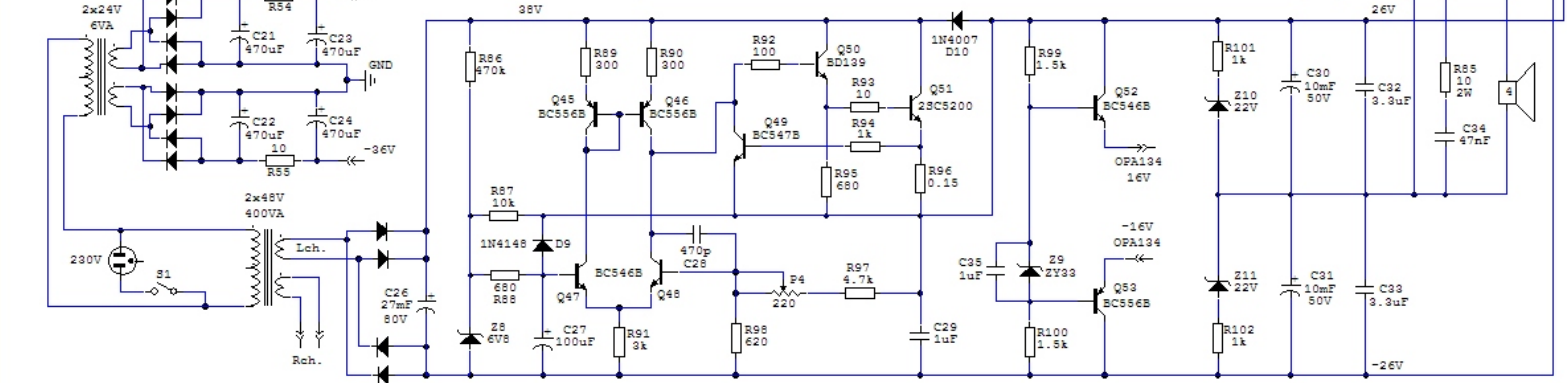 2x24V
6VA
R54
C21
470uF
C23
470uF
GND
C22
470uF
C24
470uF
10
R55
-36V
2x48V
400VA
230V
S1
Lch.
Rch.
C26
27mF
80V
38V
R86
470k
R89
300
R90
300
Q45
BC556B
Q46
BC556B
R92
100
Q50
BD139
Q49
BC547B
R93
10
R94
1k
Q51
2SC5200
R95
680
R96
0.15
1N4007
D10
R87
10k
1N4148
D9
680
R88
Z8
6V8
C27
100uF
Q47
BC546B
Q48
470p
C28
R91
3k
R98
620
P4
220
R97
4.7k
C29
1uF
R99
1.5k
Q52
BC546B
OPA134
16V
-16V
OPA134
C35
1uF
Z9
ZY33
Q53
BC556B
R100
1.5k
26V
R101
1k
Z10
22V
C30
10mF
50V
C32
3.3uF
R85
10
2W
4
C34
47nF
Z11
22V
C31
10mF
50V
C33
3.3uF
R102
1k
-26V